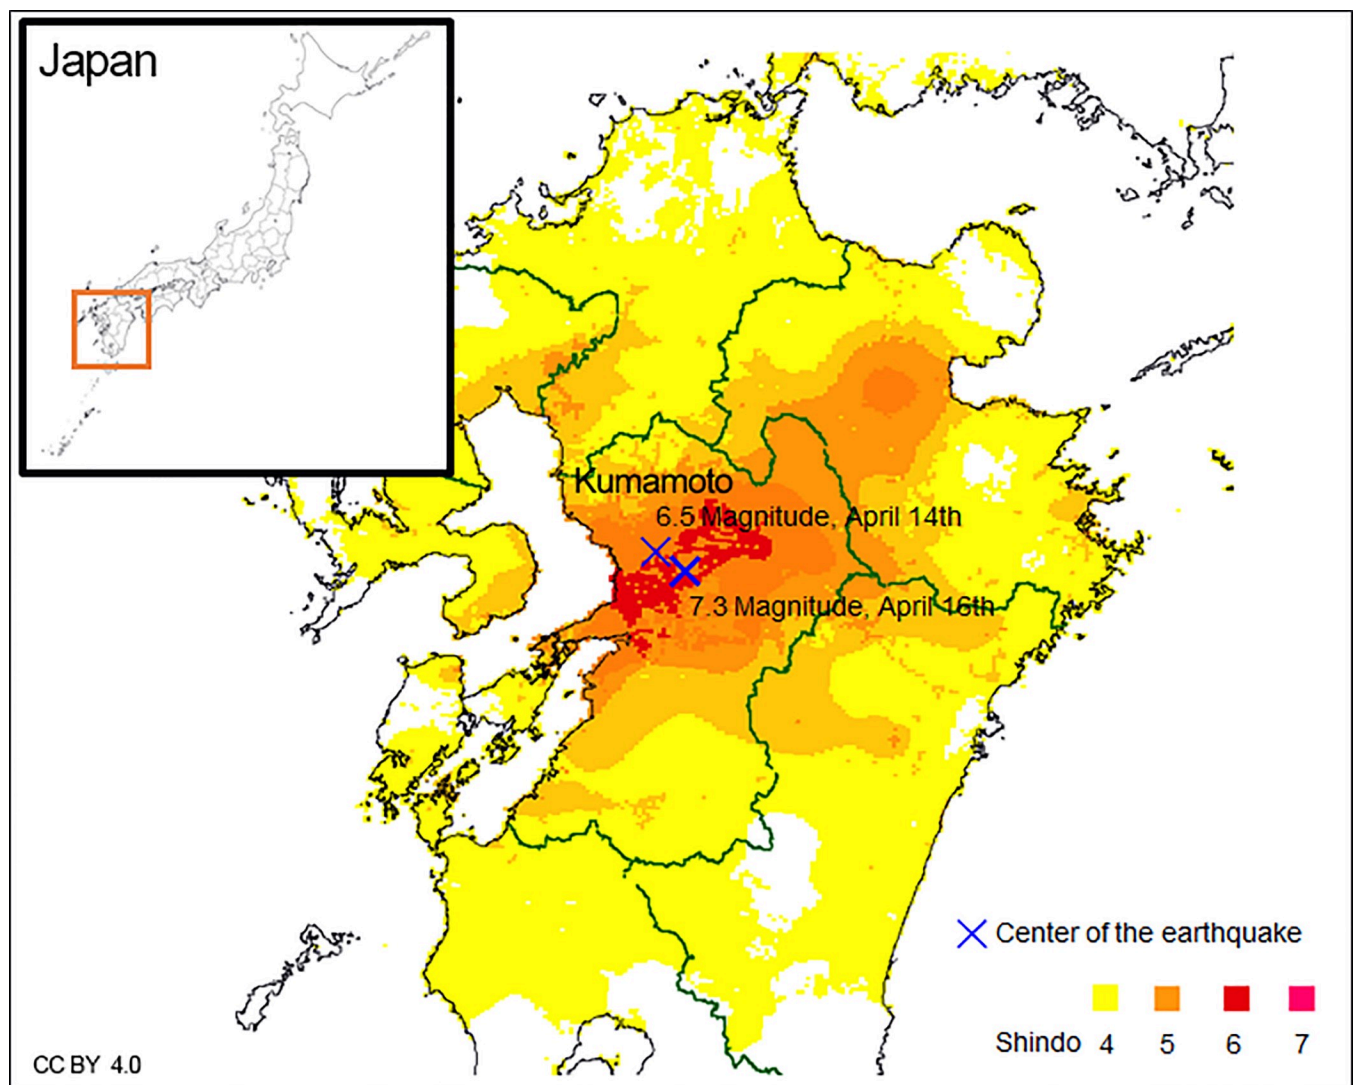 Japan
Kumamoto
6.5 Magnitude, April 14th
7.3 Magnitude, April 16th
Center of the earthquake
Shindo 4 5 6 7
CC BY 4.0